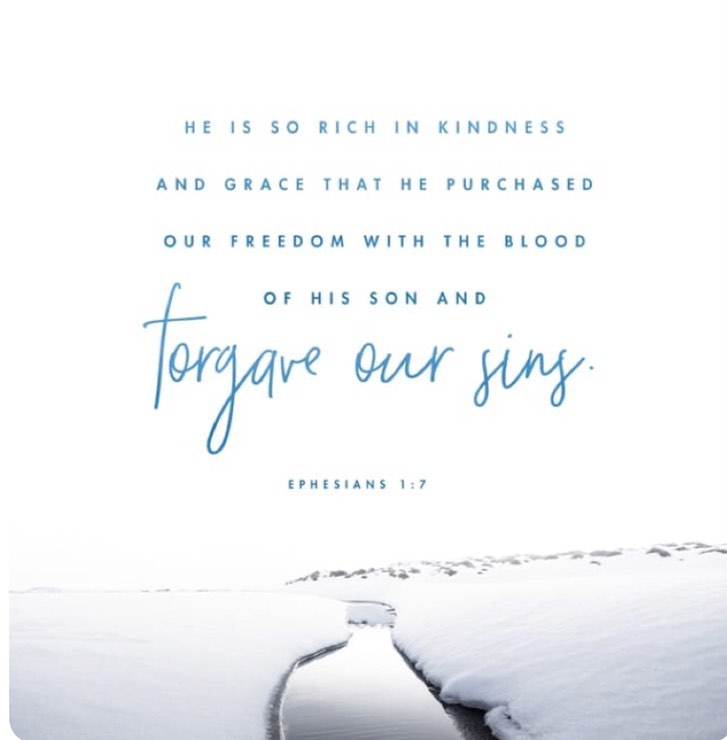 HE IS SO RICH IN KINDNESS
AND GRACE THAT HE PURCHASED
OUR FREEDOM WITH THE BLOOD
OF HIS SON AND
forgave our sins.
EPHESIANS 1:7